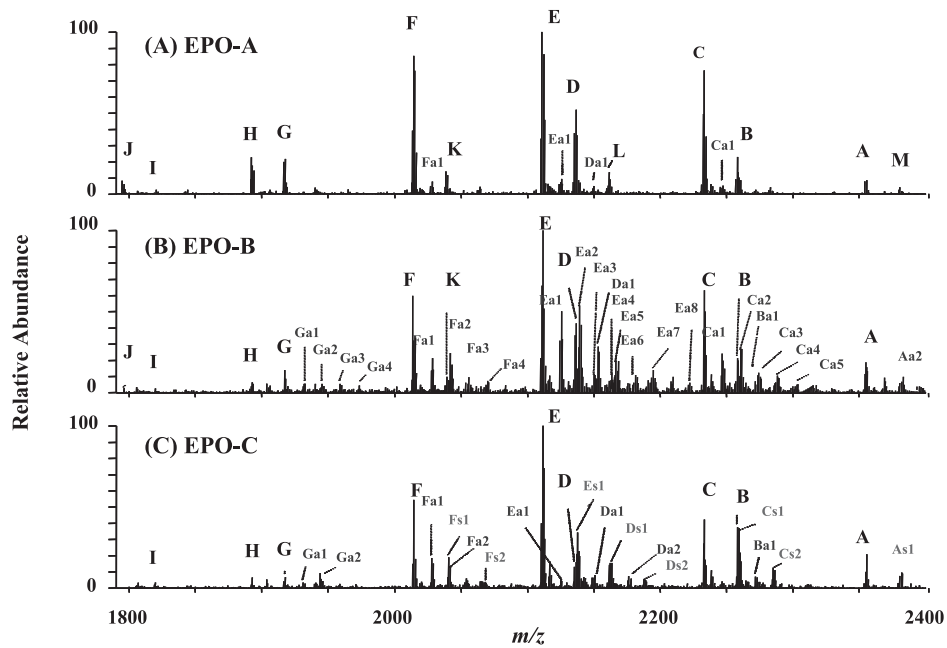 E
F
C
100
(A) EPO-A
D
B
H
G
J
I
Fa1
K
Ea1
Da1
L
Ca1
A
M
0
100
(B) EPO-B
E
Ea2
F
K
D
Ea3
C
B
Da1
Ea1
Ea4
Ca2
Fa2
Ea5
Ea8
Ba1
Ga1
Fa1
Ea6
Ea7
Ca1
Ca3
J
I
H
G
Ga2
Fa3
Ca4
A
Ga3
Fa4
Ca5
Aa2
Ga4
0
Relative Abundance
100
(C) EPO-C
E
F
D
Es1
C
B
Fa1
Ea1
Da1
Cs1
Fs1
Ds1
I
H
G
Ga1
Ga2
Fa2
Fs2
Da2
Ds2
Ba1
Cs2
A
As1
0
1800
2000
2200
2400
m/z